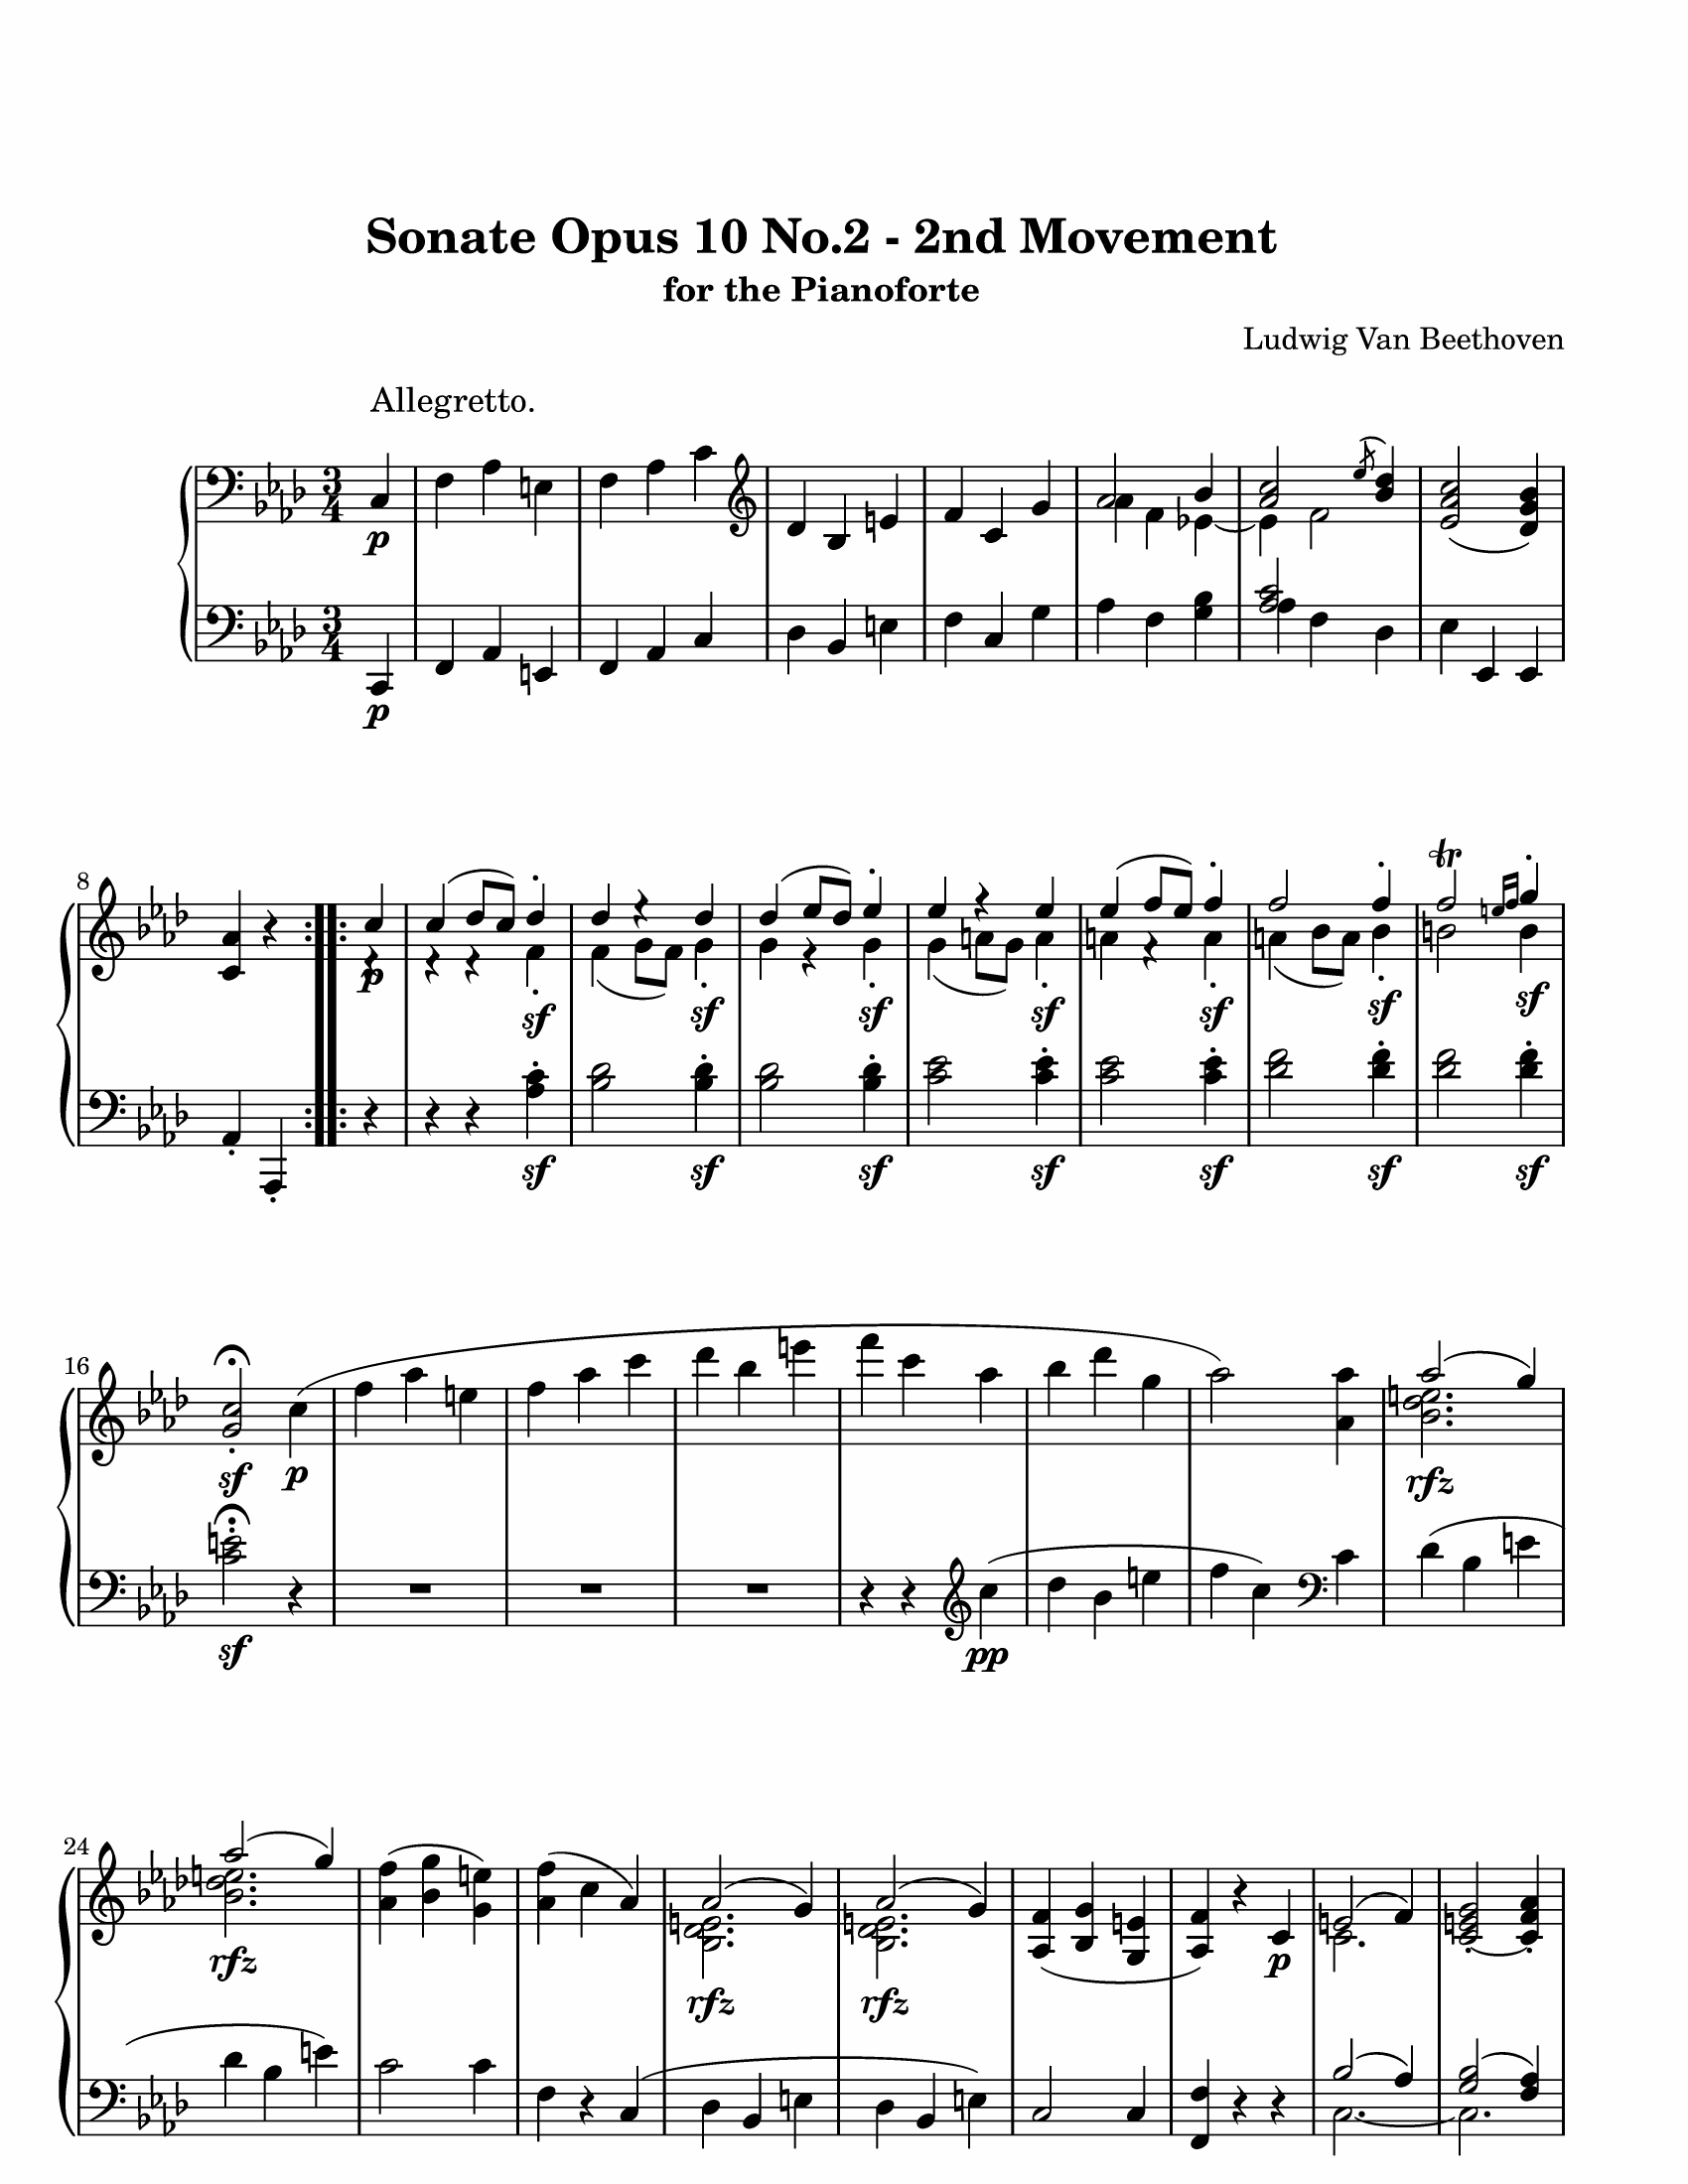 Sonate Opus 10 No.2 - 2nd Movement
for the Pianoforte
Ludwig Van Beethoven
Allegretto.
3 4
p
3 4
p
8
p sf sf sf sf sf sf sf
sf sf sf sf sf sf sf
16
sf p rfz
sf pp
24
rfz rfz rfz p